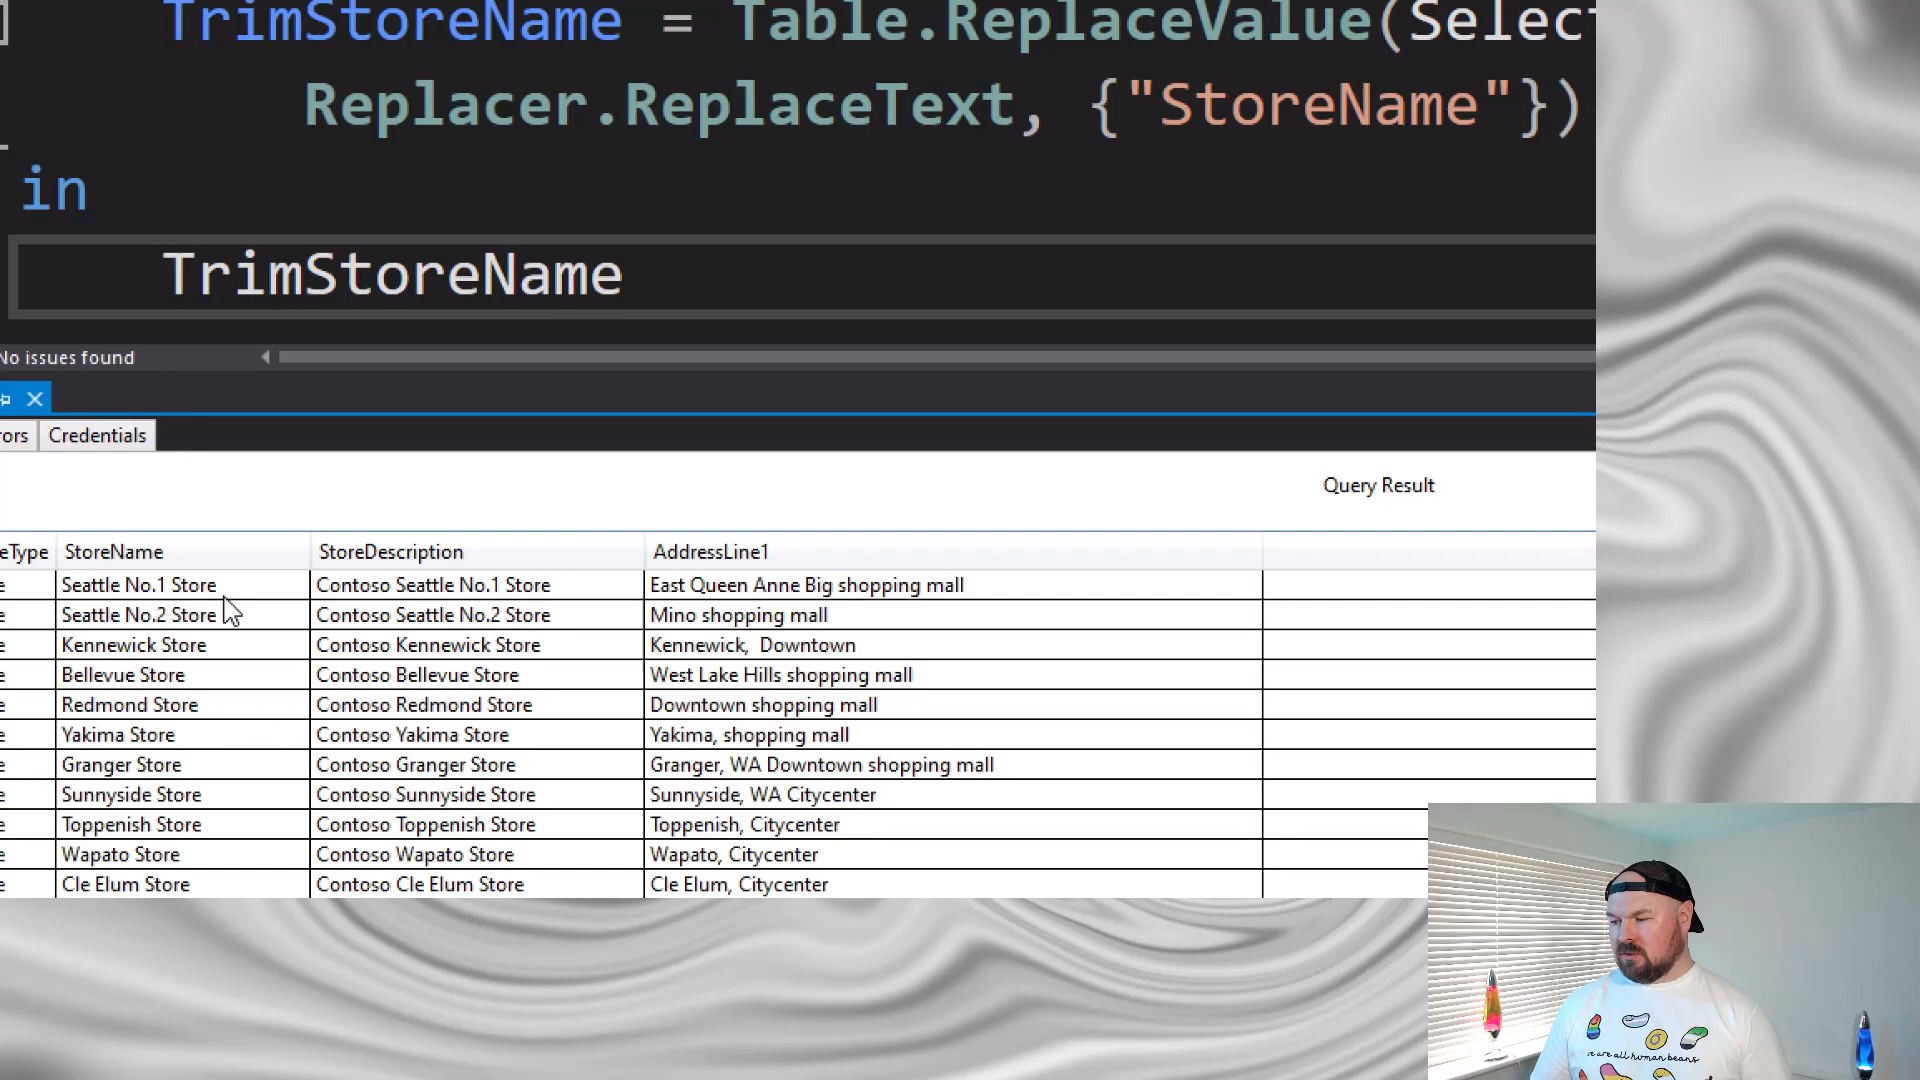 TrimStoreName = Table.ReplaceValue(Select
Replacer.ReplaceText, {"StoreName"})
in
TrimStoreName
No issues found
Credentials
Query Result
StoreName StoreDescription AddressLine1
Seattle No.1 Store Contoso Seattle No.1 Store East Queen Anne Big shopping mall
Seattle No.2 Store Contoso Seattle No.2 Store Mino shopping mall
Kennewick Store Contoso Kennewick Store Kennewick,  Downtown
Bellevue Store Contoso Bellevue Store West Lake Hills shopping mall
Redmond Store Contoso Redmond Store Downtown shopping mall
Yakima Store Contoso Yakima Store Yakima, shopping mall
Granger Store Contoso Granger Store Granger, WA Downtown shopping mall
Sunnyside Store Contoso Sunnyside Store Sunnyside, WA Citycenter
Toppenish Store Contoso Toppenish Store Toppenish, Citycenter
Wapato Store Contoso Wapato Store Wapato, Citycenter
Cle Elum Store Contoso Cle Elum Store Cle Elum, Citycenter
we are all human beans